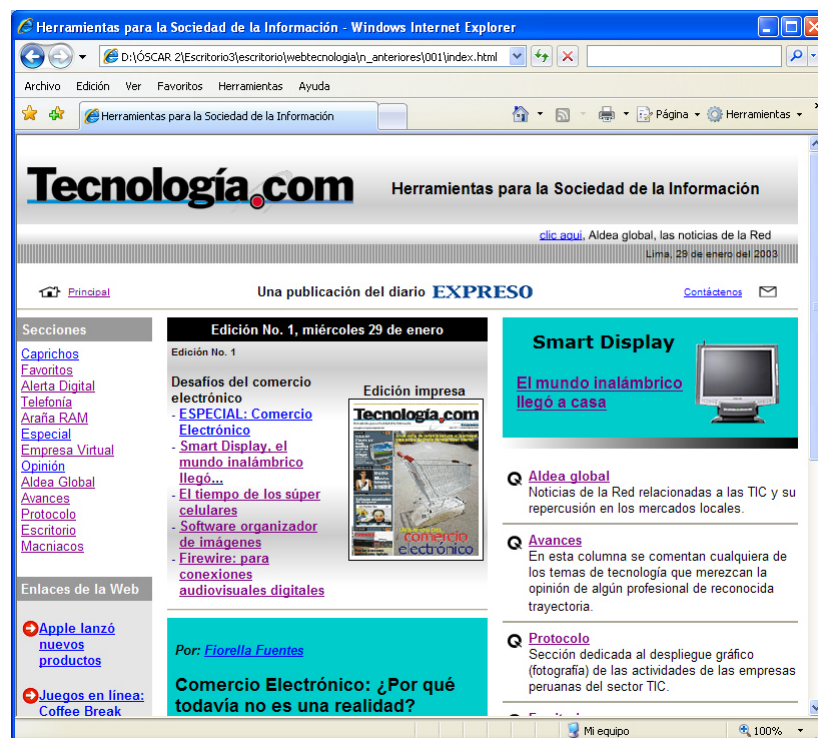 Herramientas para la Sociedad de la Información - Windows Internet Explorer
D:\ÓSCAR 2\Escritorio3\escritorio\webtecnologia\n_anteriores\001\index.html
Archivo Edición Ver Favoritos Herramientas Ayuda
Herramientas para la Sociedad de la Información
Página
Herramientas
Tecnología.com
Herramientas para la Sociedad de la Información
clic aqui, Aldea global, las noticias de la Red
Lima, 29 de enero del 2003
Principal
Una publicación del diario EXPRESO
Contáctenos
Secciones
Caprichos
Favoritos
Alerta Digital
Telefonía
Araña RAM
Especial
Empresa Virtual
Opinión
Aldea Global
Avances
Protocolo
Escritorio
Macniacos
Enlaces de la Web
Apple lanzó
nuevos
productos
Juegos en línea:
Coffee Break
Edición No. 1, miércoles 29 de enero
Edición No. 1
Desafíos del comercio
electrónico
- ESPECIAL: Comercio
Electrónico
- Smart Display, el
mundo inalámbrico
llegó...
- El tiempo de los súper
celulares
- Software organizador
de imágenes
- Firewire: para
conexiones
audiovisuales digitales
Edición impresa
Tecnología.com
comercio
electrónico
Por: Fiorella Fuentes
Comercio Electrónico: ¿Por qué
todavía no es una realidad?
Smart Display
El mundo inalámbrico
llegó a casa
Aldea global
Noticias de la Red relacionadas a las TIC y su
repercusión en los mercados locales.
Avances
En esta columna se comentan cualquiera de
los temas de tecnología que merezcan la
opinión de algún profesional de reconocida
trayectoria.
Protocolo
Sección dedicada al despliegue gráfico
(fotografía) de las actividades de las empresas
peruanas del sector TIC.
Mi equipo
100%